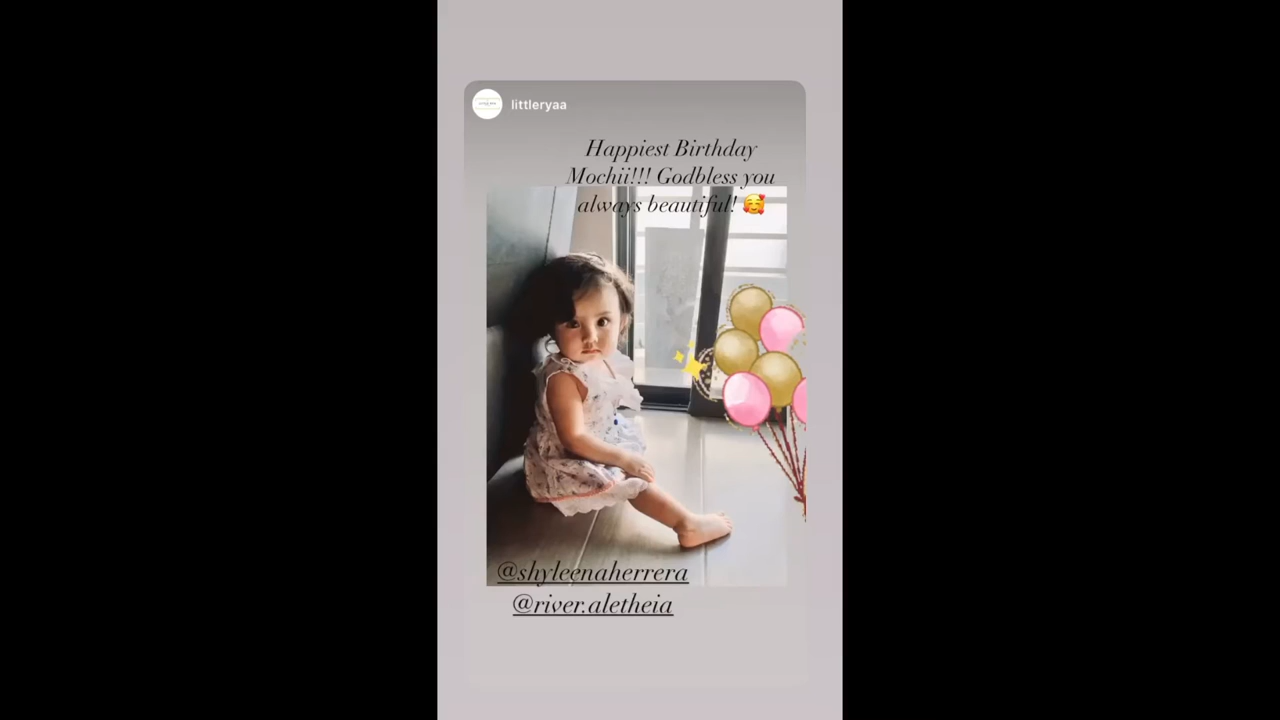 littleryaa
Happiest Birthday
Mochii!!! Godbless you
always beautiful! 🥰
@shyleenaherrera
@river.aletheia